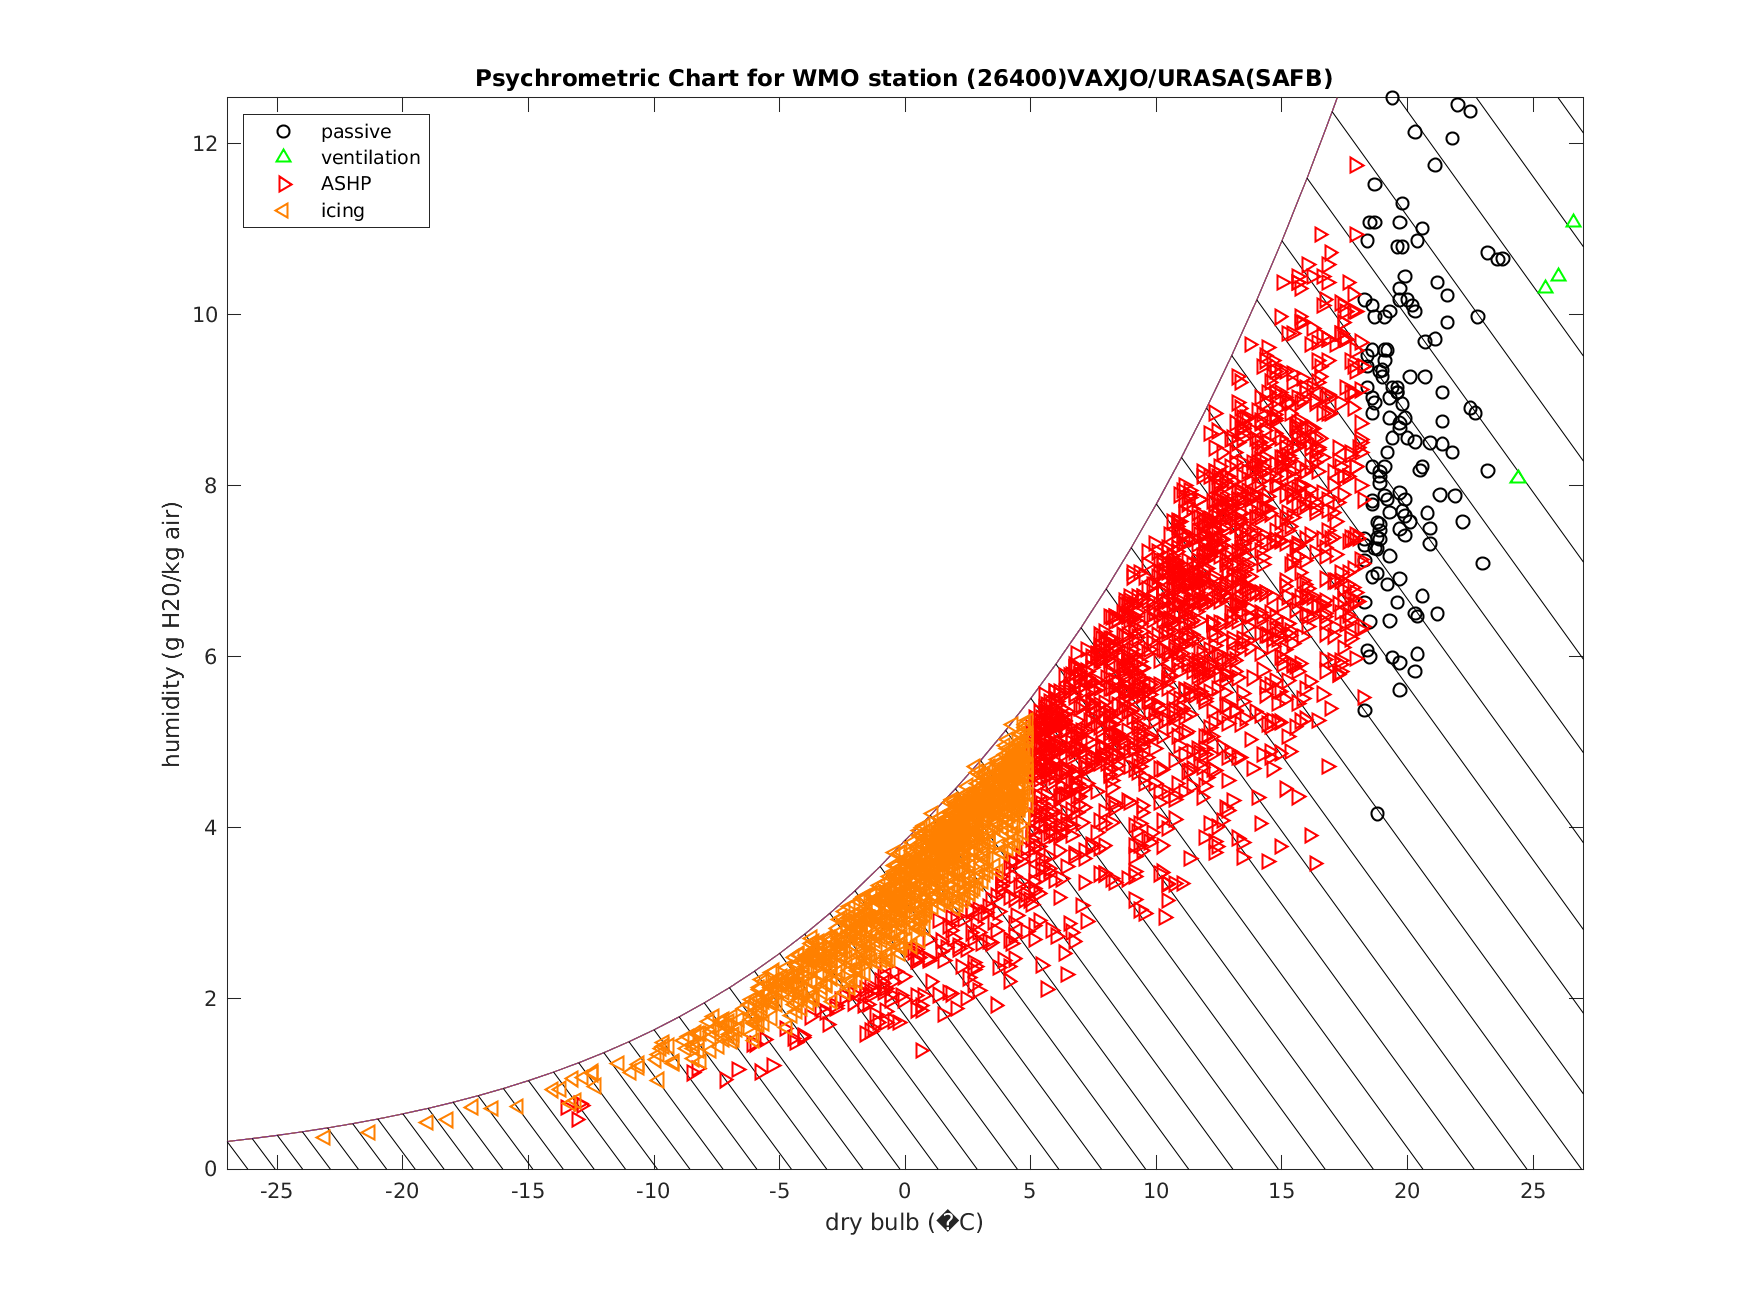 Psychrometric Chart for WMO station (26400)VAXJO/URASA(SAFB)
passive
ventilation
ASHP
icing
humidity (g H20/kg air)
12
10
8
6
4
2
0
-25 -20 -15 -10 -5 0 5 10 15 20 25
dry bulb (�C)